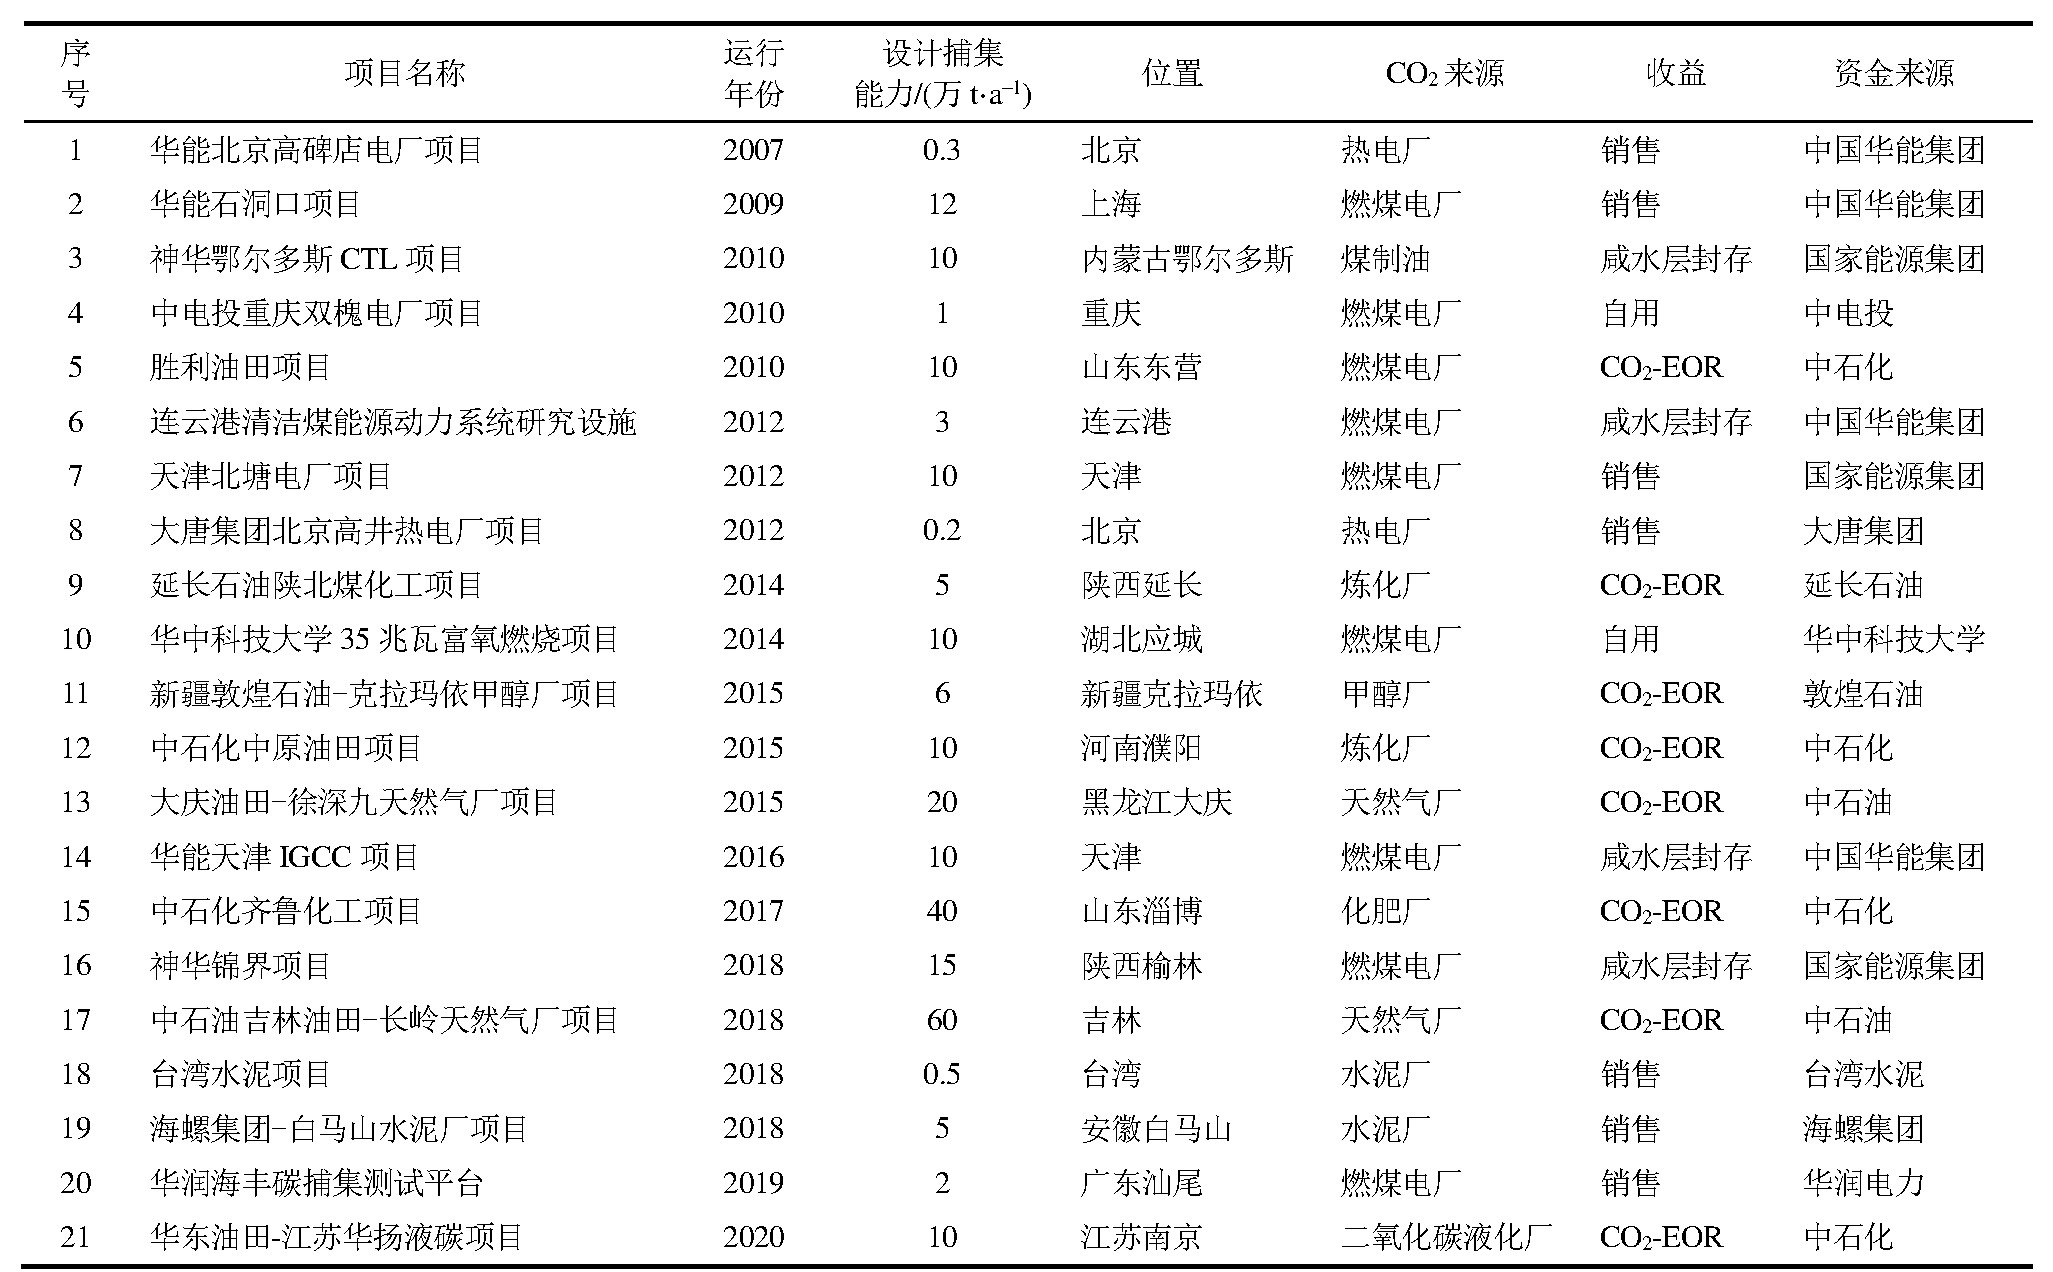 序号 项目名称 运行年份 设计捕集能力/(万 t·a⁻¹) 位置 CO₂来源 收益 资金来源
1 华能北京高碑店电厂项目 2007 0.3 北京 热电厂 销售 中国华能集团
2 华能石洞口项目 2009 12 上海 燃煤电厂 销售 中国华能集团
3 神华鄂尔多斯 CTL 项目 2010 10 内蒙古鄂尔多斯 煤制油 咸水层封存 国家能源集团
4 中电投重庆双槐电厂项目 2010 1 重庆 燃煤电厂 自用 中电投
5 胜利油田项目 2010 10 山东东营 燃煤电厂 CO₂-EOR 中石化
6 连云港清洁煤能源动力系统研究设施 2012 3 连云港 燃煤电厂 咸水层封存 中国华能集团
7 天津北塘电厂项目 2012 10 天津 燃煤电厂 销售 国家能源集团
8 大唐集团北京高井热电厂项目 2012 0.2 北京 热电厂 销售 大唐集团
9 延长石油陕北煤化工项目 2014 5 陕西延长 炼化厂 CO₂-EOR 延长石油
10 华中科技大学 35 兆瓦富氧燃烧项目 2014 10 湖北应城 燃煤电厂 自用 华中科技大学
11 新疆敦煌石油−克拉玛依甲醇厂项目 2015 6 新疆克拉玛依 甲醇厂 CO₂-EOR 敦煌石油
12 中石化中原油田项目 2015 10 河南濮阳 炼化厂 CO₂-EOR 中石化
13 大庆油田−徐深九天然气厂项目 2015 20 黑龙江大庆 天然气厂 CO₂-EOR 中石油
14 华能天津 IGCC 项目 2016 10 天津 燃煤电厂 咸水层封存 中国华能集团
15 中石化齐鲁化工项目 2017 40 山东淄博 化肥厂 CO₂-EOR 中石化
16 神华锦界项目 2018 15 陕西榆林 燃煤电厂 咸水层封存 国家能源集团
17 中石油吉林油田−长岭天然气厂项目 2018 60 吉林 天然气厂 CO₂-EOR 中石油
18 台湾水泥项目 2018 0.5 台湾 水泥厂 销售 台湾水泥
19 海螺集团−白马山水泥厂项目 2018 5 安徽白马山 水泥厂 销售 海螺集团
20 华润海丰碳捕集测试平台 2019 2 广东汕尾 燃煤电厂 销售 华润电力
21 华东油田-江苏华扬液碳项目 2020 10 江苏南京 二氧化碳液化厂 CO₂-EOR 中石化